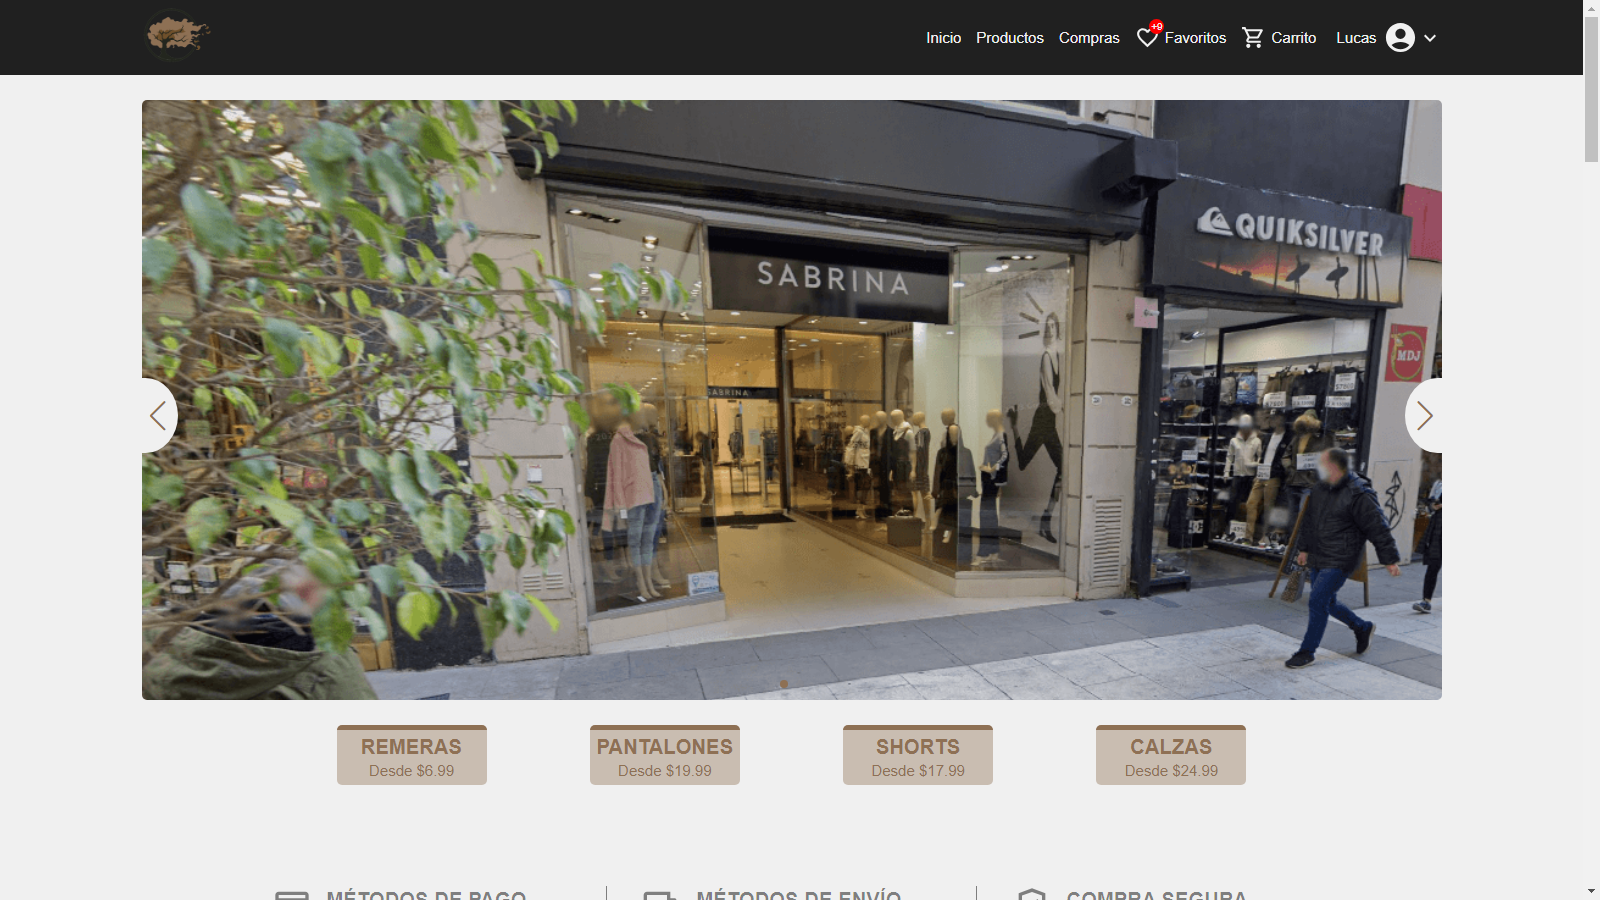 Inicio Productos Compras +9 Favoritos Carrito Lucas
QUIKSILVER
SABRINA
MDJ
SABRINA
REMERAS
Desde $6.99
PANTALONES
Desde $19.99
SHORTS
Desde $17.99
CALZAS
Desde $24.99
MÉTODOS DE PAGO
MÉTODOS DE ENVÍO
COMPRA SEGURA